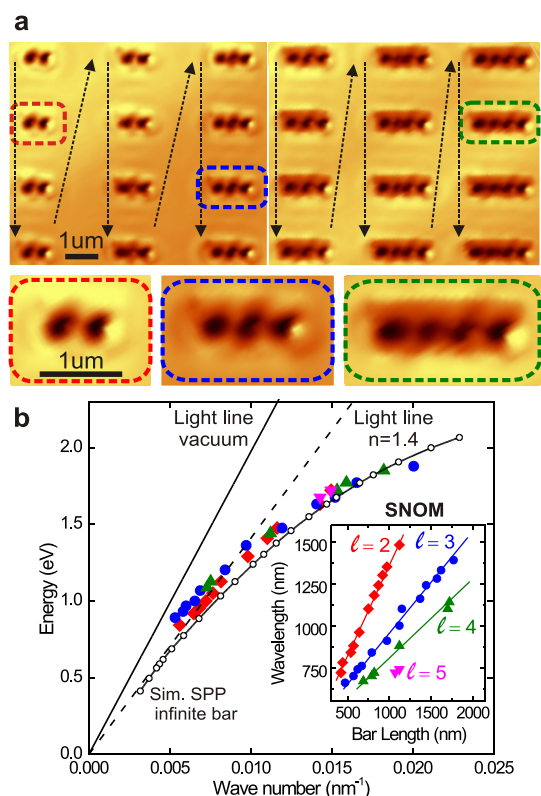 a
1um
1um
b
Light line
vacuum
Light line
n=1.4
2.0
1.5
1.0
0.5
0.0
Energy (eV)
Sim. SPP
infinite bar
SNOM
ℓ = 2
ℓ = 3
ℓ = 4
ℓ = 5
1500
1250
1000
750
Wavelength (nm)
500 1000 1500 2000
Bar Length (nm)
0.000 0.005 0.010 0.015 0.020 0.025
Wave number (nm⁻¹)